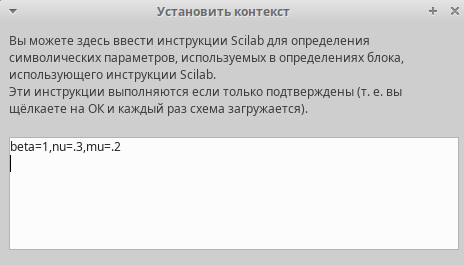 Установить контекст
Вы можете здесь ввести инструкции Scilab для определения
символических параметров, используемых в определениях блока,
использующего инструкции Scilab.
Эти инструкции выполняются если только подтверждены (т. е. вы
щёлкаете на OK и каждый раз схема загружается).
beta=1,nu=.3,mu=.2